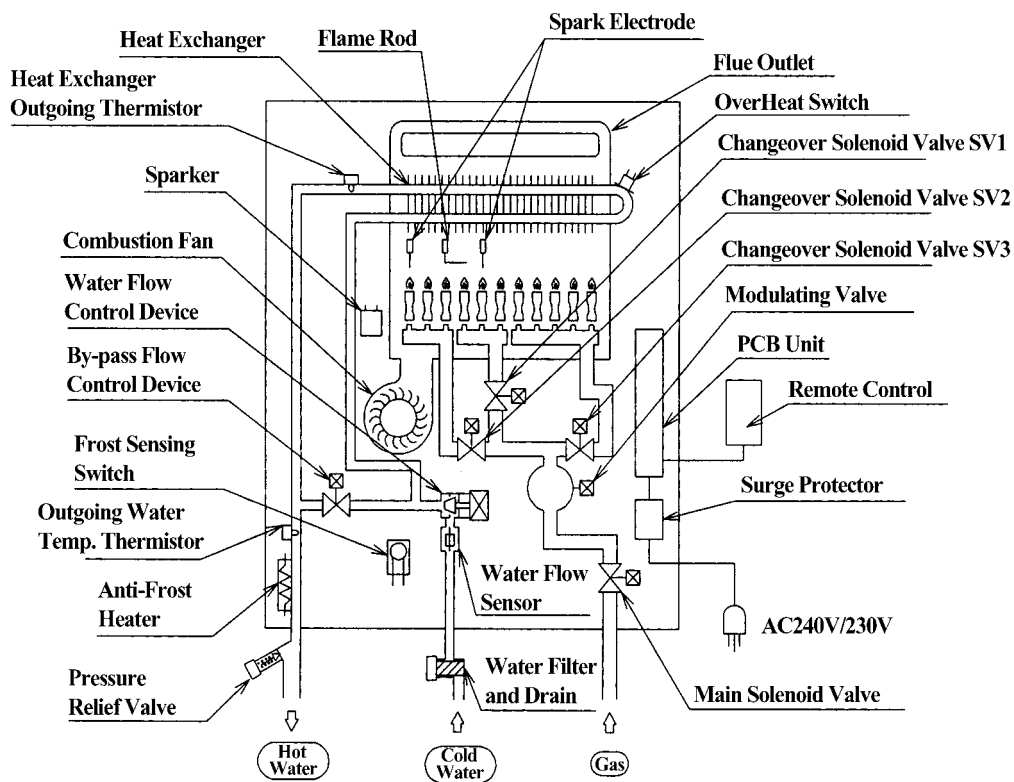 Spark Electrode
Heat Exchanger
Flame Rod
Flue Outlet
Heat Exchanger
Outgoing Thermistor
OverHeat Switch
Changeover Solenoid Valve SV1
Sparker
Changeover Solenoid Valve SV2
Combustion Fan
Changeover Solenoid Valve SV3
Water Flow
Control Device
Modulating Valve
By-pass Flow
Control Device
PCB Unit
Remote Control
Frost Sensing
Switch
Surge Protector
Outgoing Water
Temp. Thermistor
Water Flow
Sensor
Anti-Frost
Heater
AC240V/230V
Pressure
Relief Valve
Water Filter
and Drain
Main Solenoid Valve
Hot
Water
Cold
Water
Gas